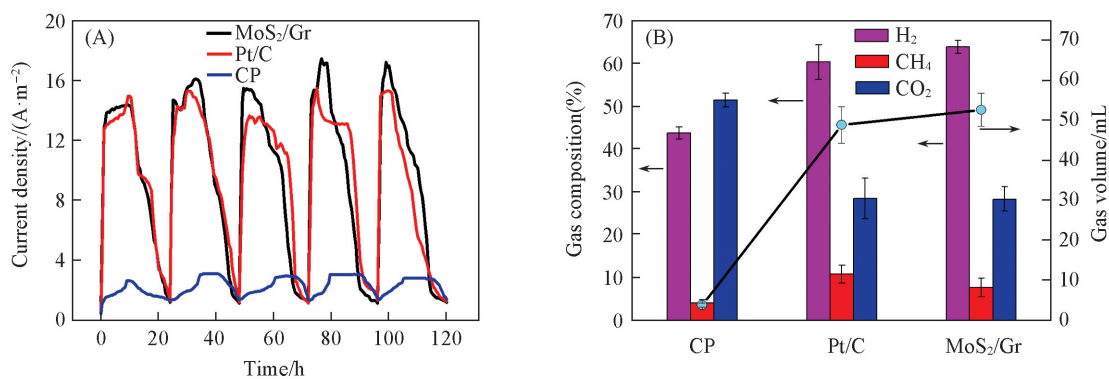 (A)
MoS₂/Gr
Pt/C
CP
20
16
12
8
4
0
Current density/(A·m⁻²)
0 20 40 60 80 100 120
Time/h
(B)
H₂
CH₄
CO₂
70
60
50
40
30
20
10
0
Gas composition(%)
70
60
50
40
30
20
10
0
Gas volume/mL
CP Pt/C MoS₂/Gr